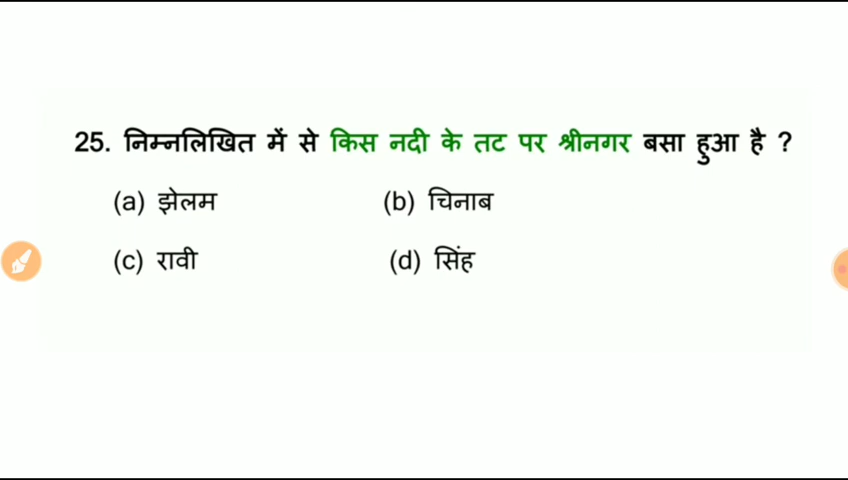 25. निम्नलिखित में से किस नदी के तट पर श्रीनगर बसा हुआ है ?
(a) झेलम (b) चिनाब
(c) रावी (d) सिंह